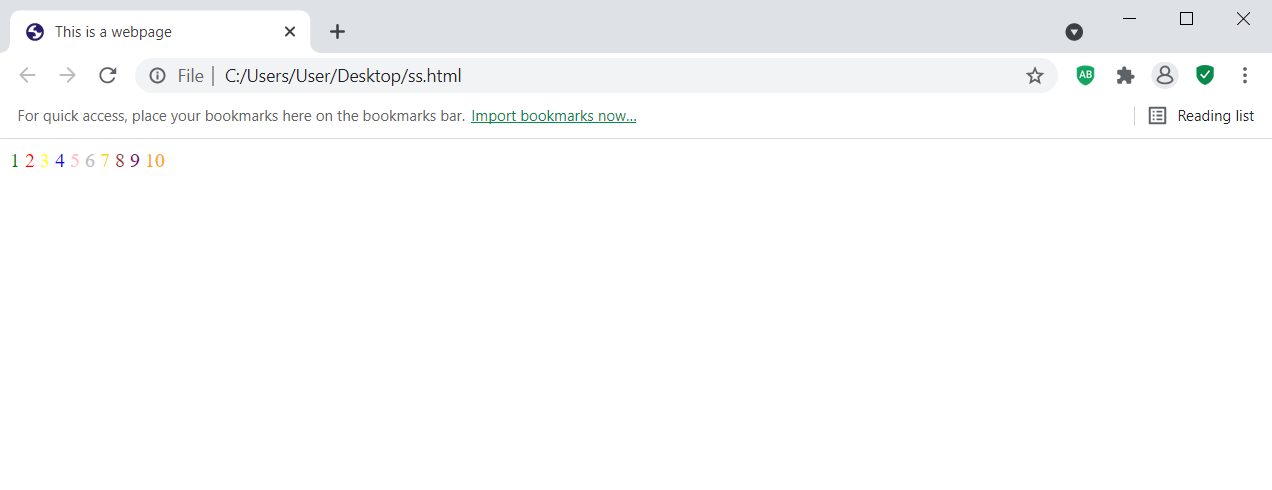 This is a webpage
File | C:/Users/User/Desktop/ss.html
AB
For quick access, place your bookmarks here on the bookmarks bar. Import bookmarks now...
Reading list
1 2 3 4 5 6 7 8 9 10